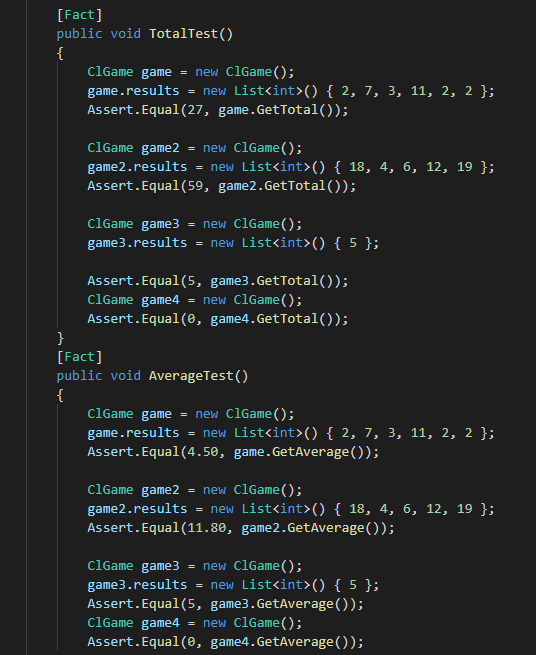 [Fact]
public void TotalTest()
{
ClGame game = new ClGame();
game.results = new List<int>() { 2, 7, 3, 11, 2, 2 };
Assert.Equal(27, game.GetTotal());
ClGame game2 = new ClGame();
game2.results = new List<int>() { 18, 4, 6, 12, 19 };
Assert.Equal(59, game2.GetTotal());
ClGame game3 = new ClGame();
game3.results = new List<int>() { 5 };
Assert.Equal(5, game3.GetTotal());
ClGame game4 = new ClGame();
Assert.Equal(0, game4.GetTotal());
}
[Fact]
public void AverageTest()
{
ClGame game = new ClGame();
game.results = new List<int>() { 2, 7, 3, 11, 2, 2 };
Assert.Equal(4.50, game.GetAverage());
ClGame game2 = new ClGame();
game2.results = new List<int>() { 18, 4, 6, 12, 19 };
Assert.Equal(11.80, game2.GetAverage());
ClGame game3 = new ClGame();
game3.results = new List<int>() { 5 };
Assert.Equal(5, game3.GetAverage());
ClGame game4 = new ClGame();
Assert.Equal(0, game4.GetAverage());